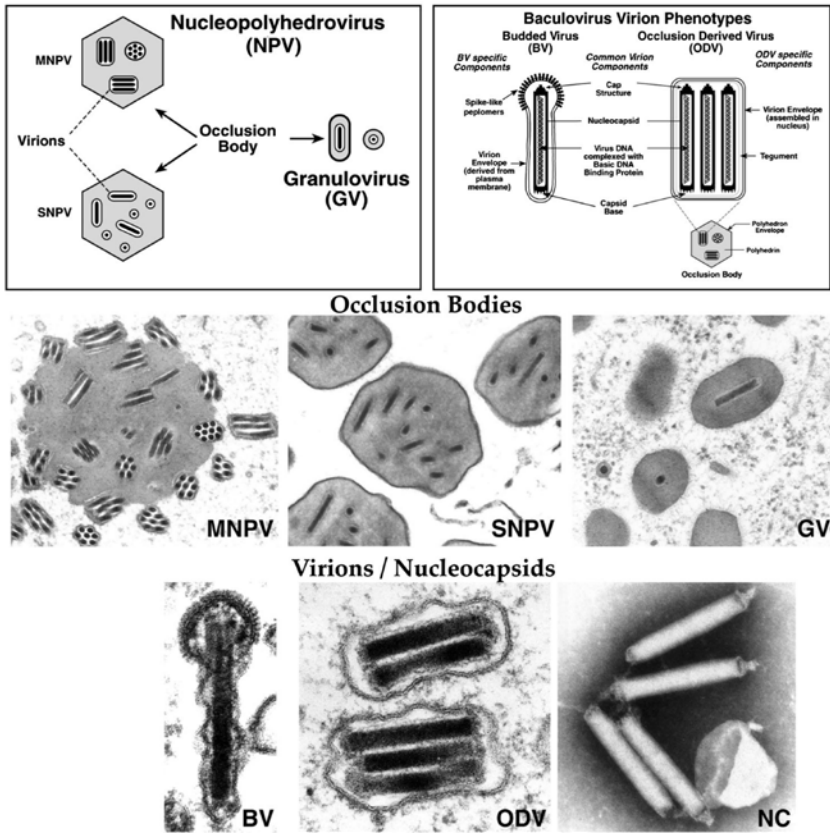 Nucleopolyhedrovirus
(NPV)
MNPV
Virions
Occlusion
Body
SNPV
Granulovirus
(GV)
Baculovirus Virion Phenotypes
Budded Virus
(BV)
Occlusion Derived Virus
(ODV)
BV specific
Components
Common Virion
Components
ODV specific
Components
Spike-like
peplomers
Cap
Structure
Nucleocapsid
Virion Envelope
(assembled in
nucleus)
Virion
Envelope
(derived from
plasma
membrane)
Virus DNA
complexed with
Basic DNA
Binding Protein
Tegument
Capsid
Base
Polyhedron
Envelope
Polyhedrin
Occlusion Body
Occlusion Bodies
MNPV
SNPV
GV
Virions / Nucleocapsids
BV
ODV
NC